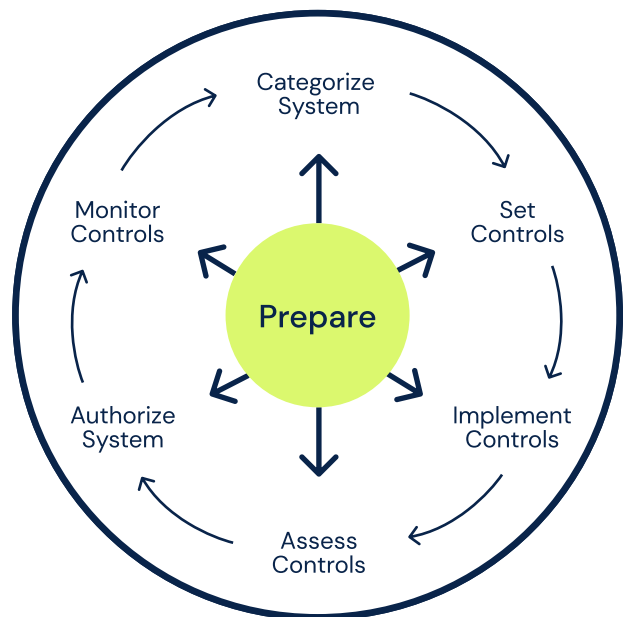 Categorize
System
Set
Controls
Implement
Controls
Assess
Controls
Authorize
System
Monitor
Controls
Prepare